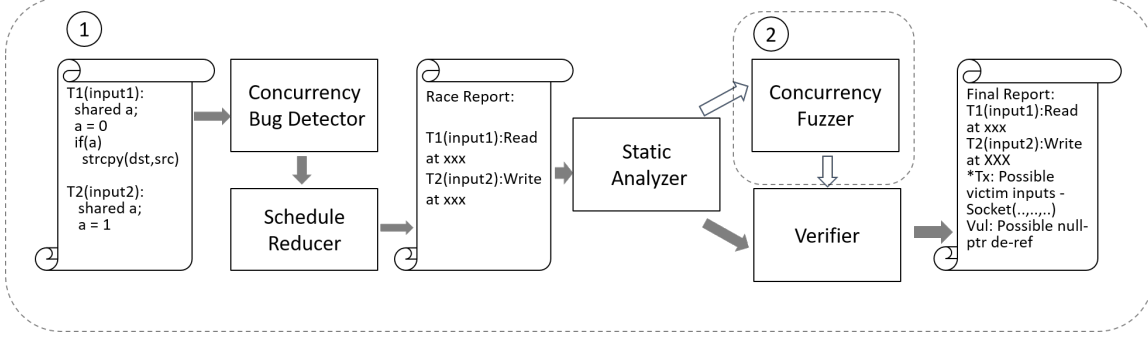 1
T1(input1):
shared a;
a = 0
if(a)
strcpy(dst,src)
T2(input2):
shared a;
a = 1
Concurrency
Bug Detector
Schedule
Reducer
Race Report:
T1(input1):Read
at xxx
T2(input2):Write
at xxx
Static
Analyzer
2
Concurrency
Fuzzer
Verifier
Final Report:
T1(input1):Read
at xxx
T2(input2):Write
at XXX
*Tx: Possible
victim inputs -
Socket(..,..,..)
Vul: Possible null-
ptr de-ref